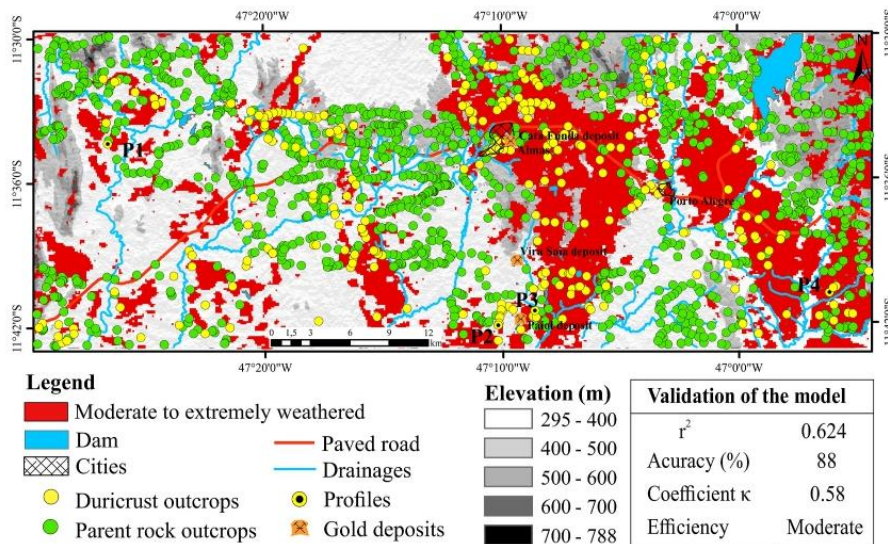 47°20'0"W 47°10'0"W 47°0'0"W
11°30'0"S
N
Cara Funda deposit
Almas
P1
11°36'0"S
Porto Alegre
Vira Saia deposit
P4
P3
11°42'0"S
P2
Paiol deposit
0 1,5 3 6 9 12
km
47°20'0"W 47°10'0"W 47°0'0"W
Legend
Moderate to extremely weathered
Dam
Cities
Duricrust outcrops
Parent rock outcrops
Paved road
Drainages
Profiles
Gold deposits
Elevation (m)
295 - 400
400 - 500
500 - 600
600 - 700
700 - 788
Validation of the model
r² 0.624
Acuracy (%) 88
Coefficient κ 0.58
Efficiency Moderate